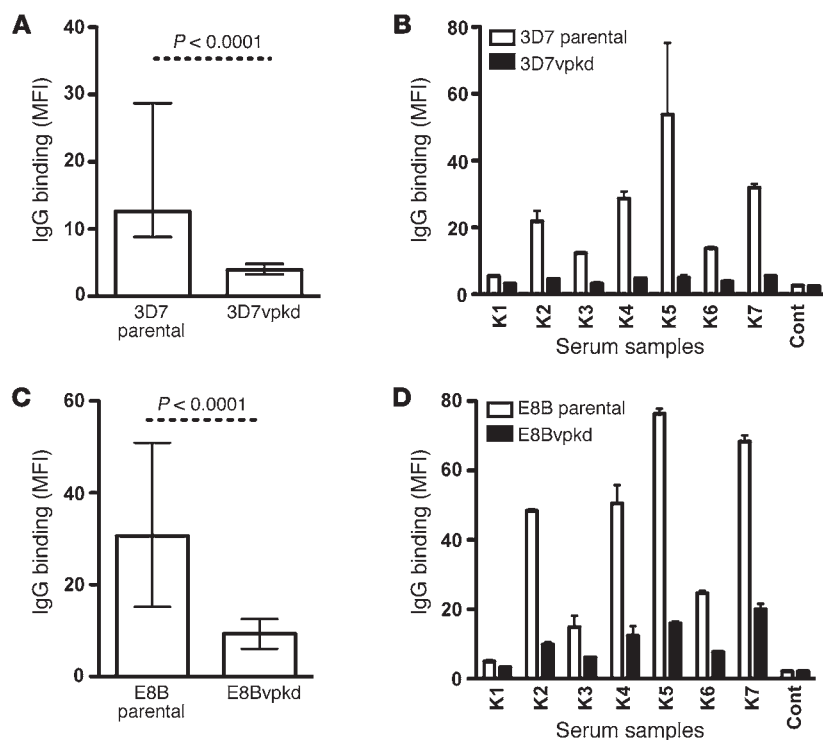 A
IgG binding (MFI)
40
30
20
10
0
P < 0.0001
3D7 parental
3D7vpkd
B
IgG binding (MFI)
80
60
40
20
0
3D7 parental
3D7vpkd
K1
K2
K3
K4
K5
K6
K7
Cont
Serum samples
C
IgG binding (MFI)
60
40
20
0
P < 0.0001
E8B parental
E8Bvpkd
D
IgG binding (MFI)
80
60
40
20
0
E8B parental
E8Bvpkd
K1
K2
K3
K4
K5
K6
K7
Cont
Serum samples